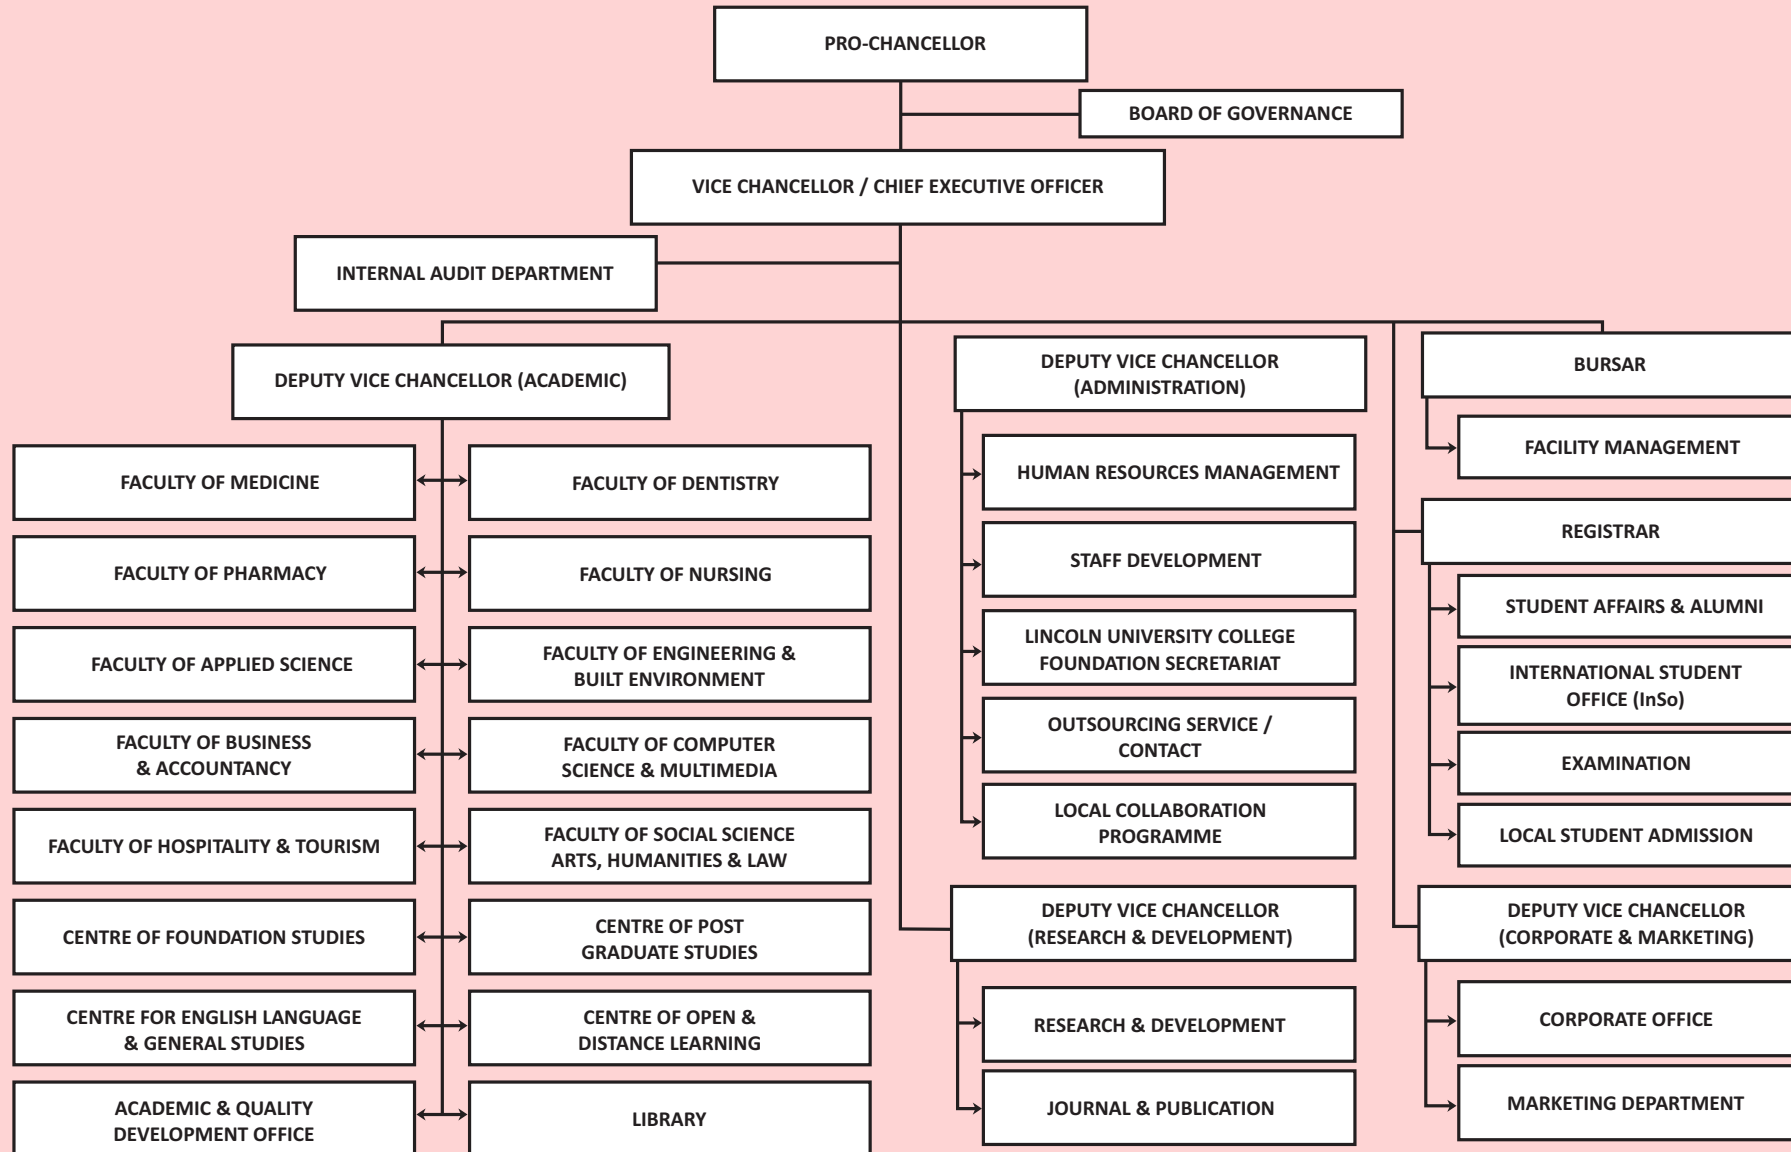 PRO-CHANCELLOR
BOARD OF GOVERNANCE
VICE CHANCELLOR / CHIEF EXECUTIVE OFFICER
INTERNAL AUDIT DEPARTMENT
DEPUTY VICE CHANCELLOR (ACADEMIC)
FACULTY OF MEDICINE
FACULTY OF DENTISTRY
FACULTY OF PHARMACY
FACULTY OF NURSING
FACULTY OF APPLIED SCIENCE
FACULTY OF ENGINEERING &
BUILT ENVIRONMENT
FACULTY OF BUSINESS
& ACCOUNTANCY
FACULTY OF COMPUTER
SCIENCE & MULTIMEDIA
FACULTY OF HOSPITALITY & TOURISM
FACULTY OF SOCIAL SCIENCE
ARTS, HUMANITIES & LAW
CENTRE OF FOUNDATION STUDIES
CENTRE OF POST
GRADUATE STUDIES
CENTRE FOR ENGLISH LANGUAGE
& GENERAL STUDIES
CENTRE OF OPEN &
DISTANCE LEARNING
ACADEMIC & QUALITY
DEVELOPMENT OFFICE
LIBRARY
DEPUTY VICE CHANCELLOR
(ADMINISTRATION)
HUMAN RESOURCES MANAGEMENT
STAFF DEVELOPMENT
LINCOLN UNIVERSITY COLLEGE
FOUNDATION SECRETARIAT
OUTSOURCING SERVICE /
CONTACT
LOCAL COLLABORATION
PROGRAMME
DEPUTY VICE CHANCELLOR
(RESEARCH & DEVELOPMENT)
RESEARCH & DEVELOPMENT
JOURNAL & PUBLICATION
BURSAR
FACILITY MANAGEMENT
REGISTRAR
STUDENT AFFAIRS & ALUMNI
INTERNATIONAL STUDENT
OFFICE (InSo)
EXAMINATION
LOCAL STUDENT ADMISSION
DEPUTY VICE CHANCELLOR
(CORPORATE & MARKETING)
CORPORATE OFFICE
MARKETING DEPARTMENT